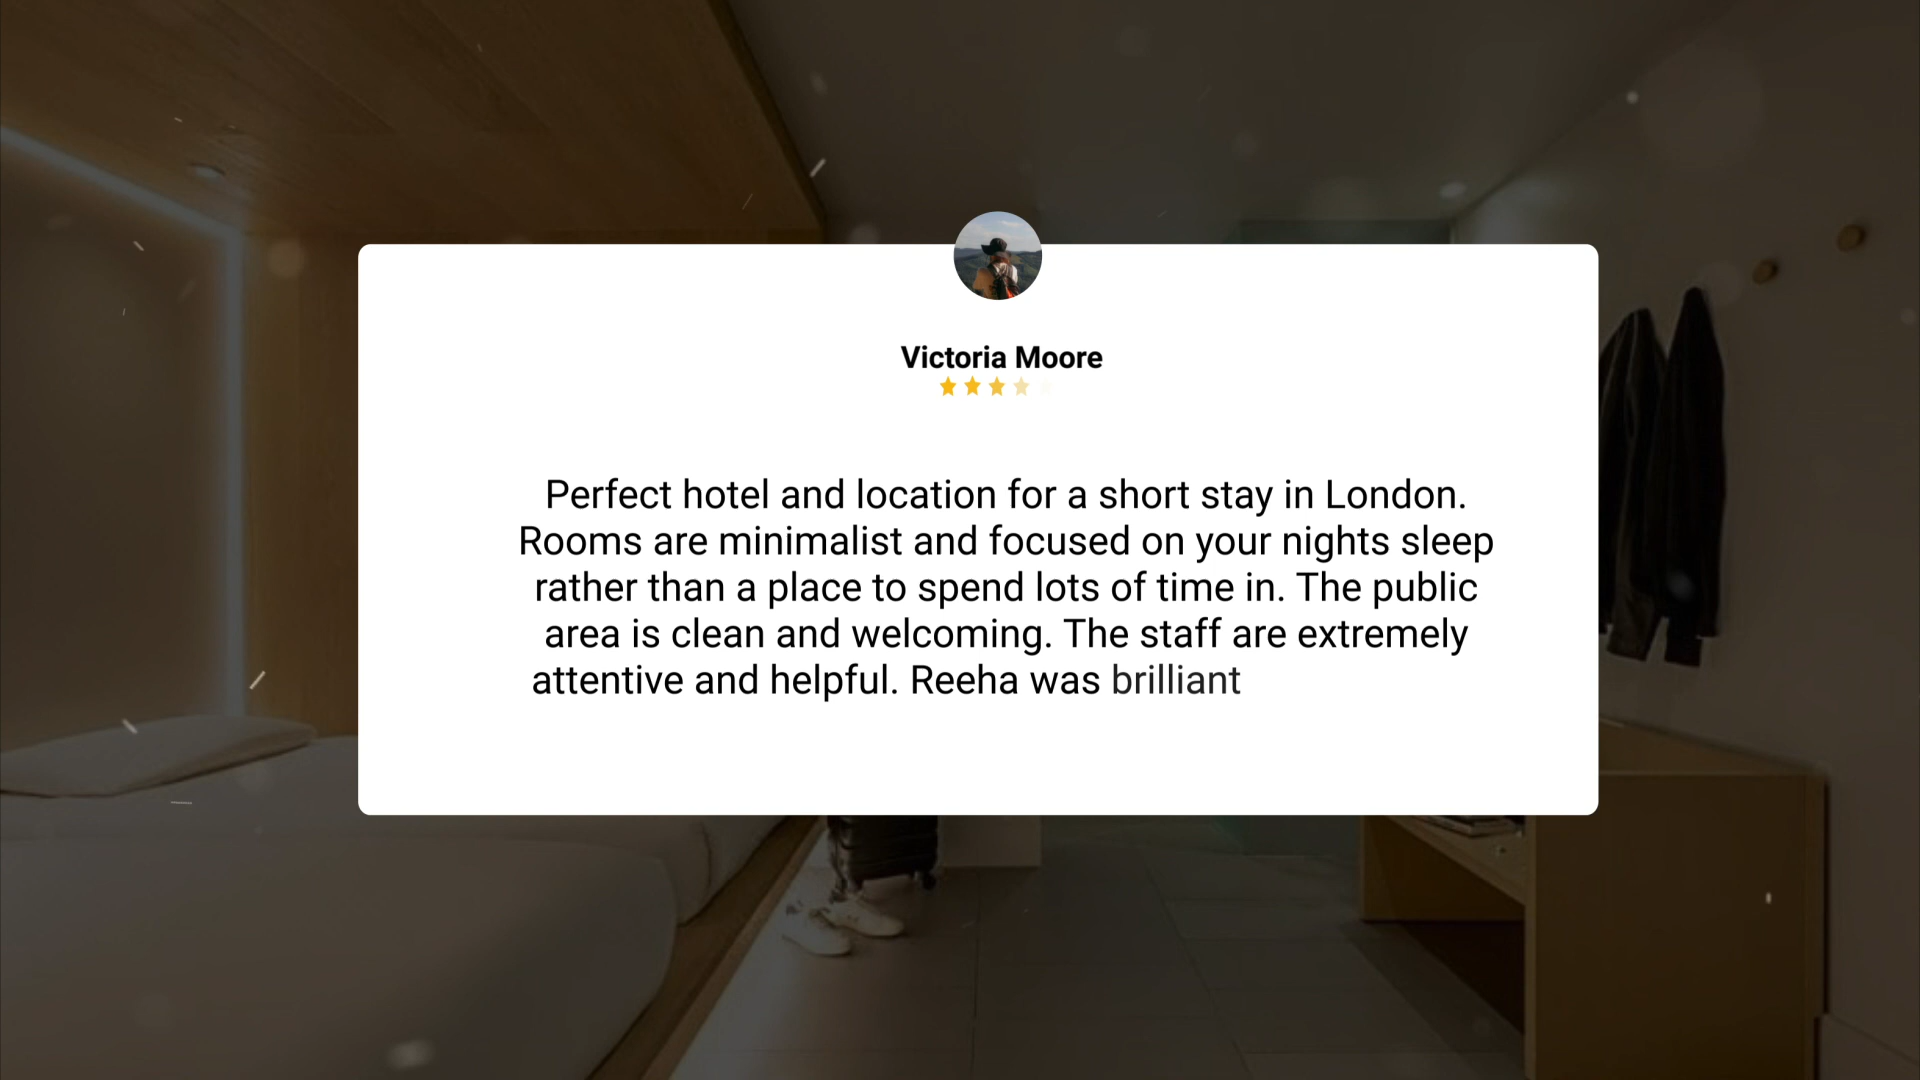 Victoria Moore
Perfect hotel and location for a short stay in London.
Rooms are minimalist and focused on your nights sleep
rather than a place to spend lots of time in. The public
area is clean and welcoming. The staff are extremely
attentive and helpful. Reeha was brilliant